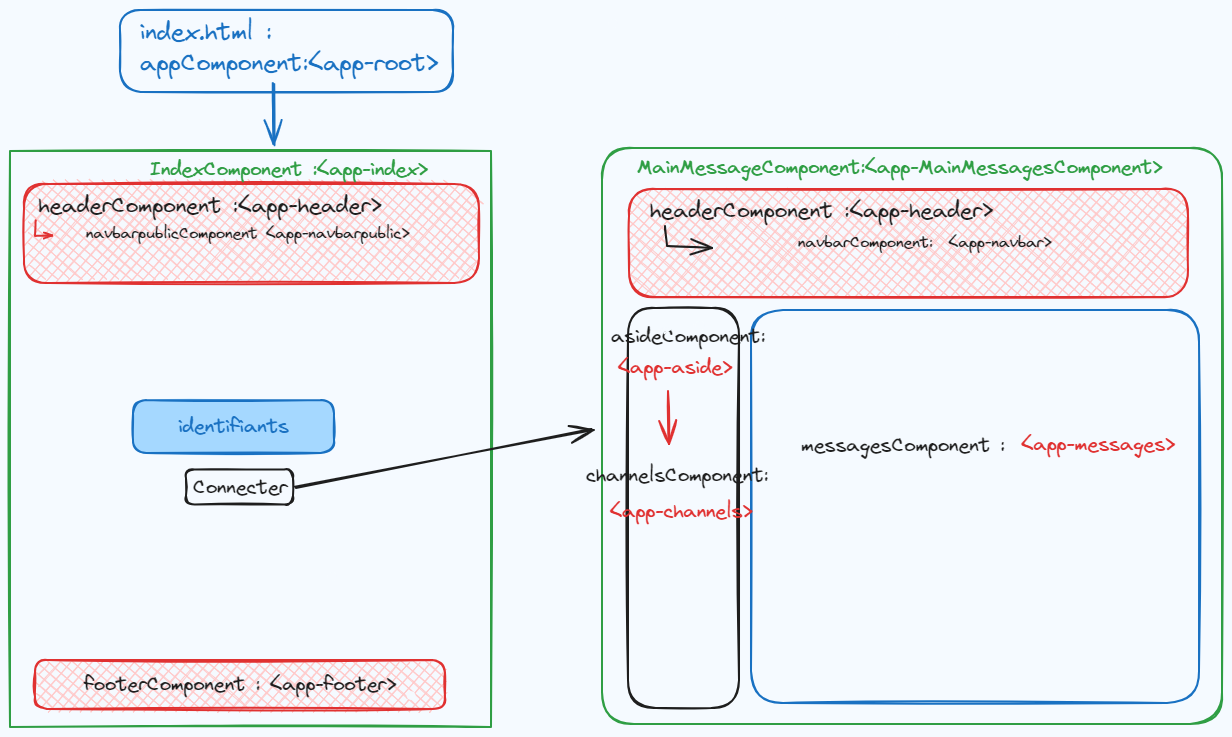 index.html :
appComponent:<app-root>
IndexComponent :<app-index>
headerComponent :<app-header>
navbarpublicComponent <app-navbarpublic>
identifiants
Connecter
footerComponent : <app-footer>
MainMessageComponent:<app-MainMessagesComponent>
headerComponent :<app-header>
navbarComponent: <app-navbar>
asideComponent:
<app-aside>
channelsComponent:
<app-channels>
messagesComponent : <app-messages>